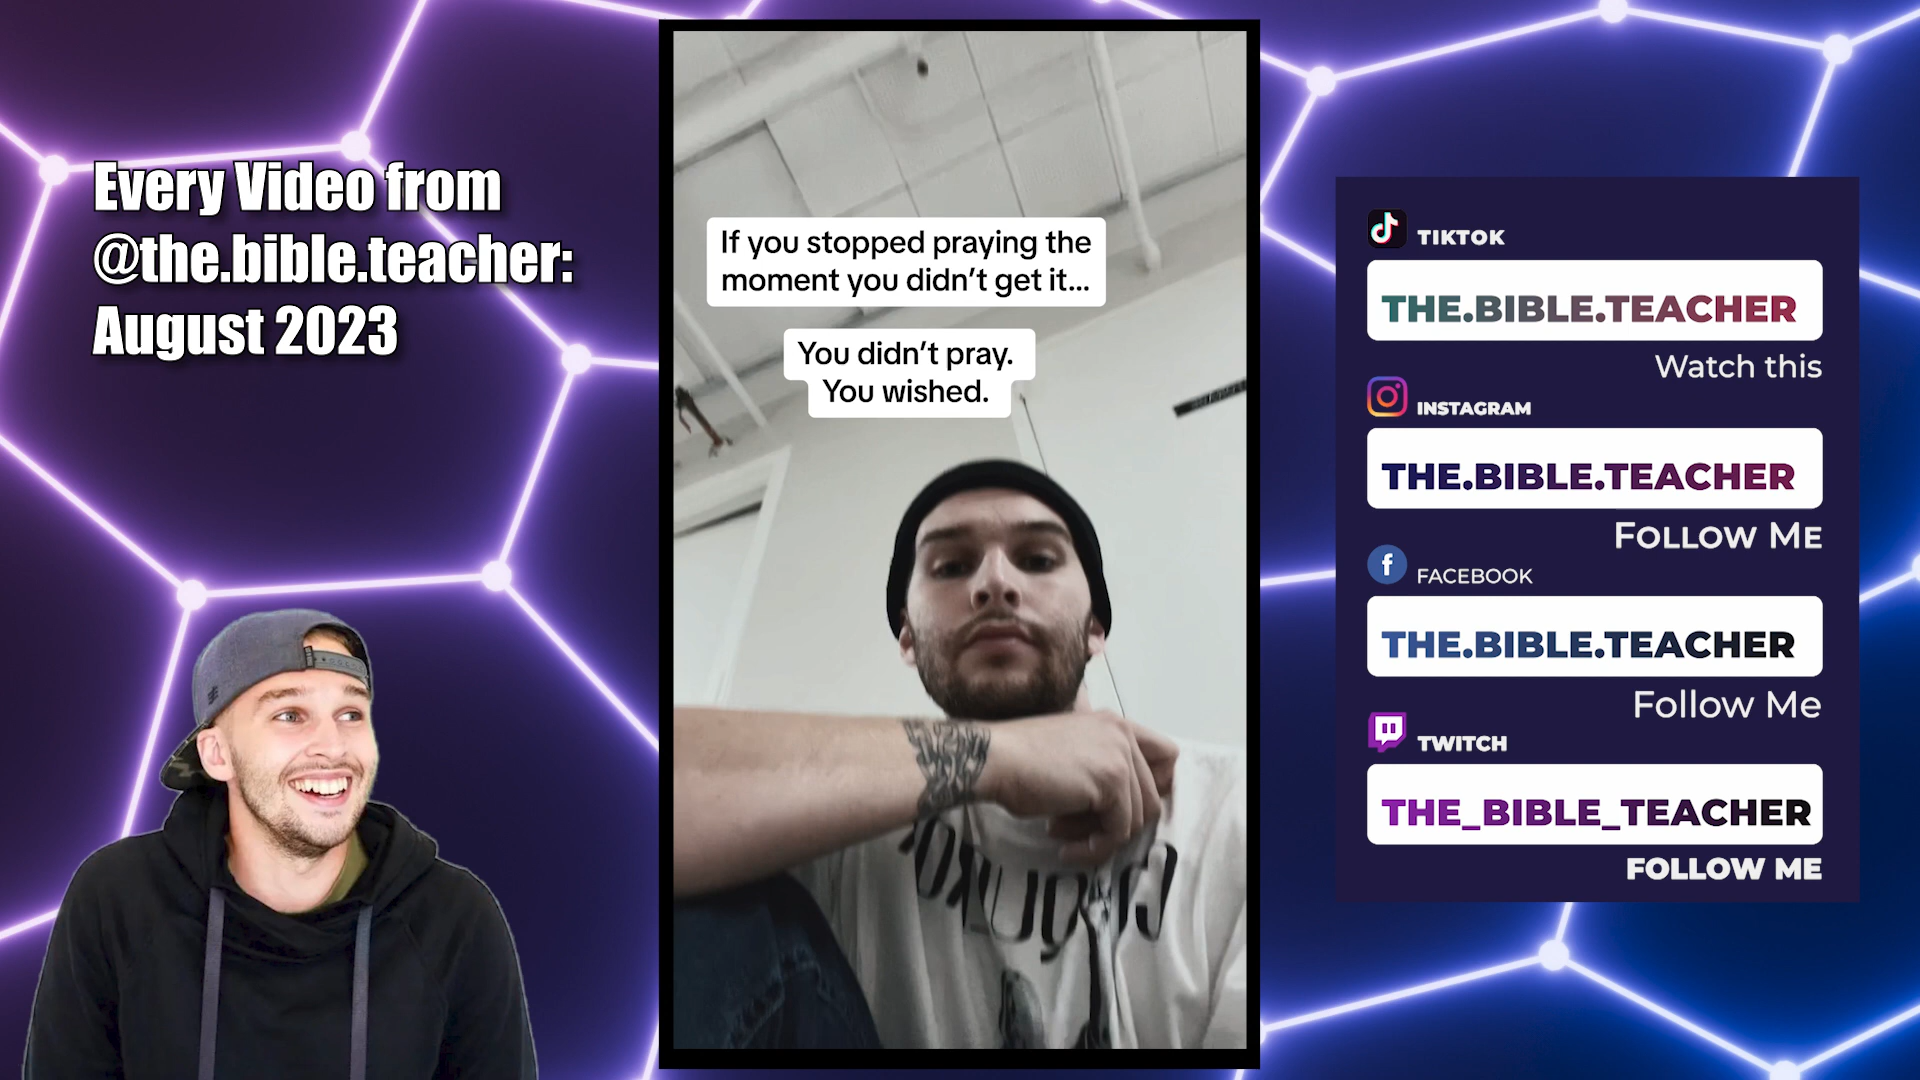 Every Video from
@the.bible.teacher:
August 2023
If you stopped praying the
moment you didn't get it...
You didn't pray.
You wished.
TIKTOK
THE.BIBLE.TEACHER
Watch this
INSTAGRAM
THE.BIBLE.TEACHER
FOLLOW ME
FACEBOOK
THE.BIBLE.TEACHER
Follow Me
TWITCH
THE_BIBLE_TEACHER
FOLLOW ME